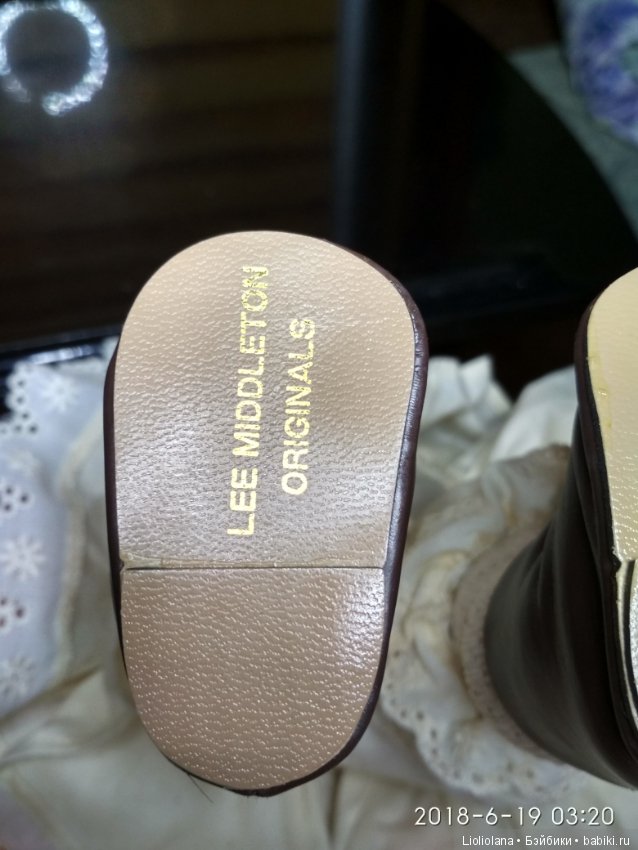 LEE MIDDLETON
ORIGINALS
2018-6-19 03:20
Lioliolana • Бэйбики • babiki.ru